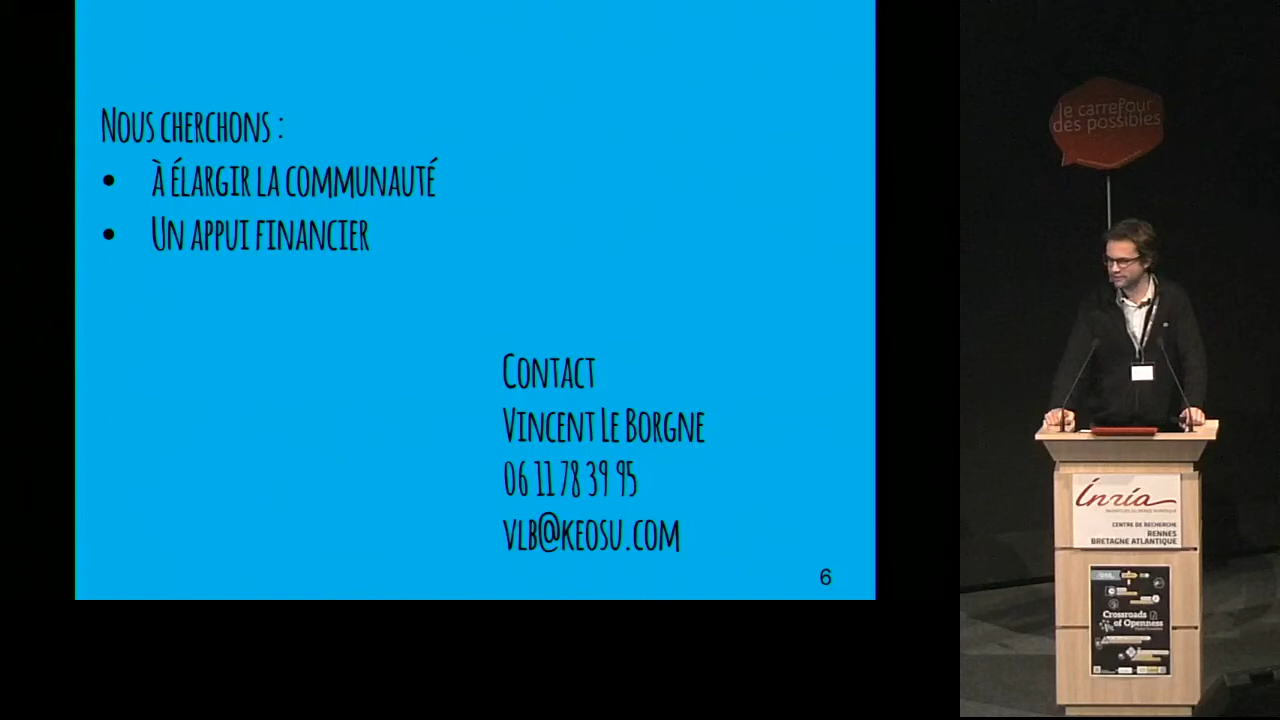 Nous cherchons :
• à élargir la communauté
• Un appui financier
Contact
Vincent Le Borgne
06 11 78 39 95
vlb@keosu.com
6
le carrefour
des possibles
Inria
CENTRE DE RECHERCHE
RENNES
BRETAGNE ATLANTIQUE
Crossroads
of Openness